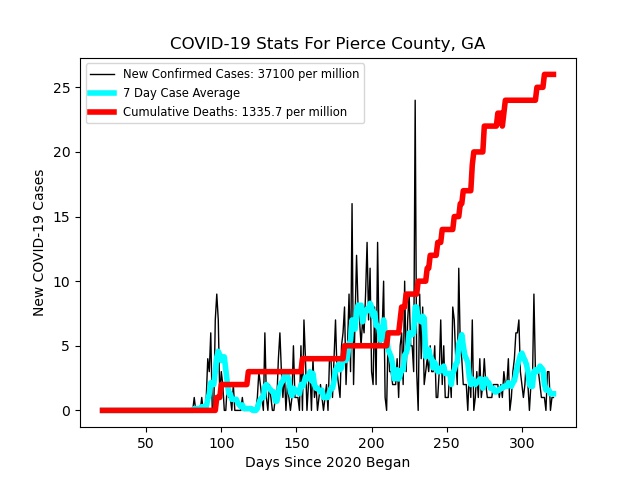 COVID-19 Stats For Pierce County, GA
New Confirmed Cases: 37100 per million
7 Day Case Average
Cumulative Deaths: 1335.7 per million
New COVID-19 Cases
25
20
15
10
5
0
50 100 150 200 250 300
Days Since 2020 Began